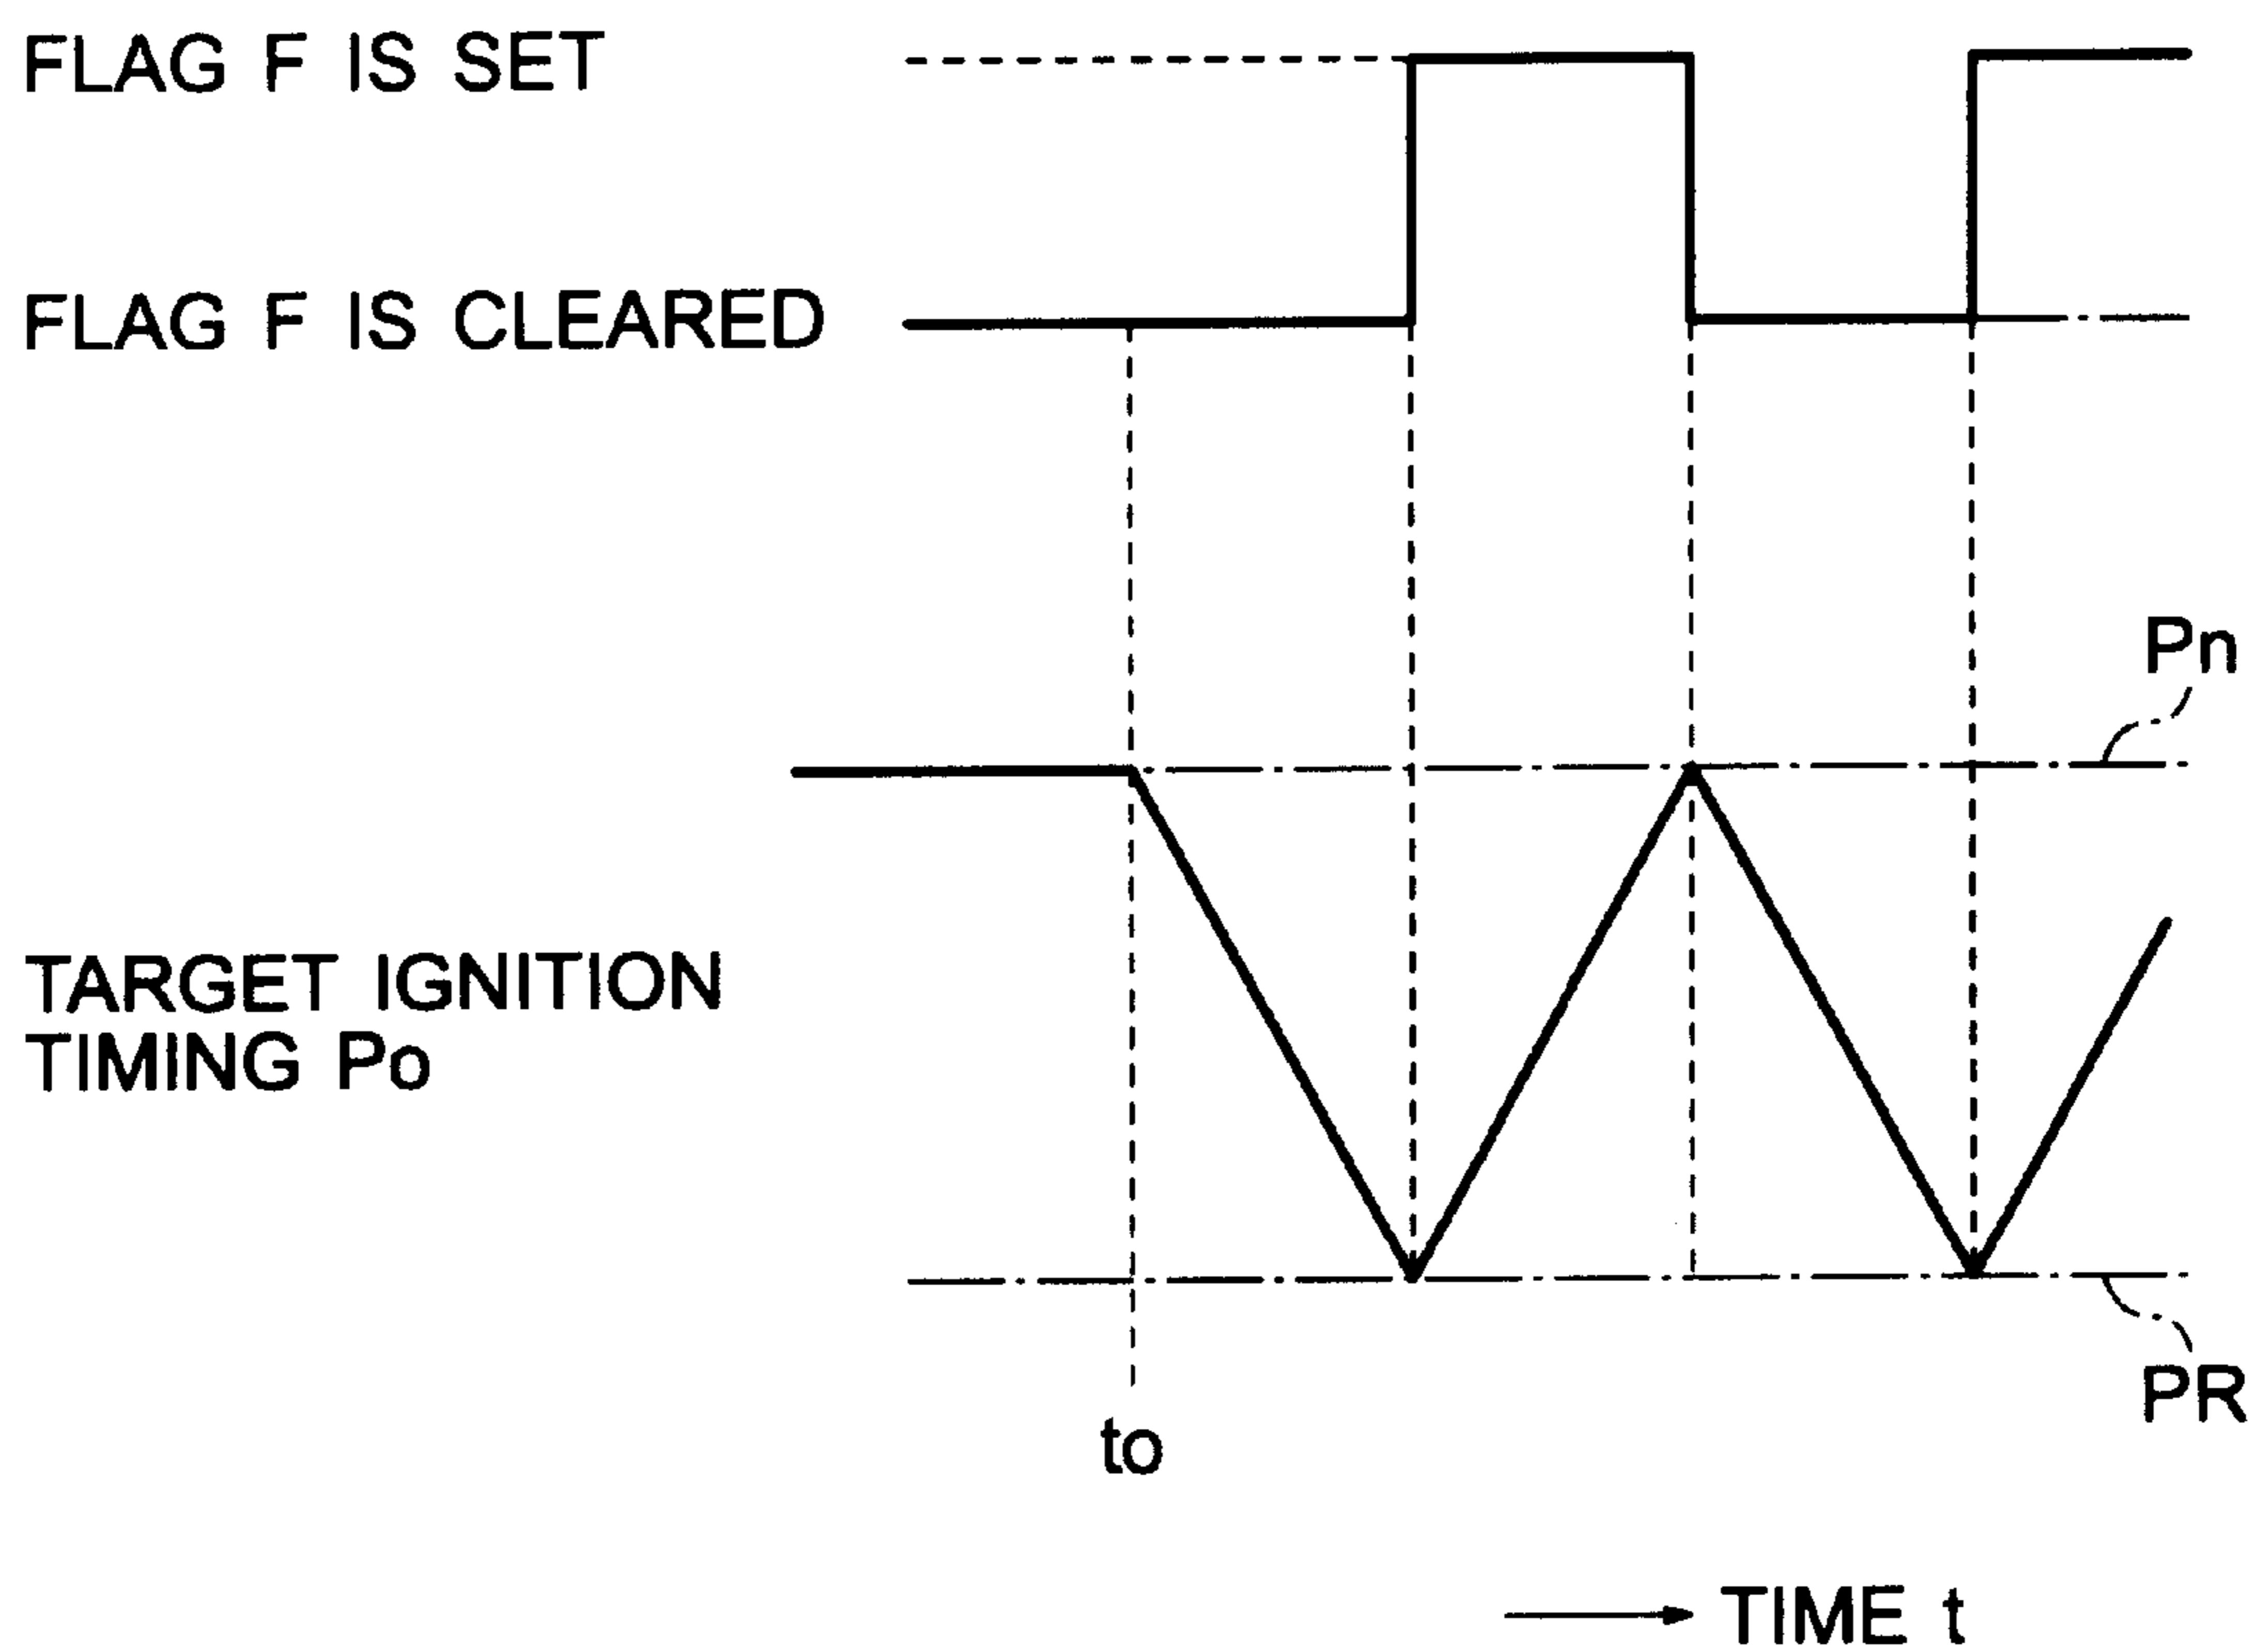 FLAG F IS SET
FLAG F IS CLEARED
Pn
TARGET IGNITION
TIMING Po
PR
to
TIME t